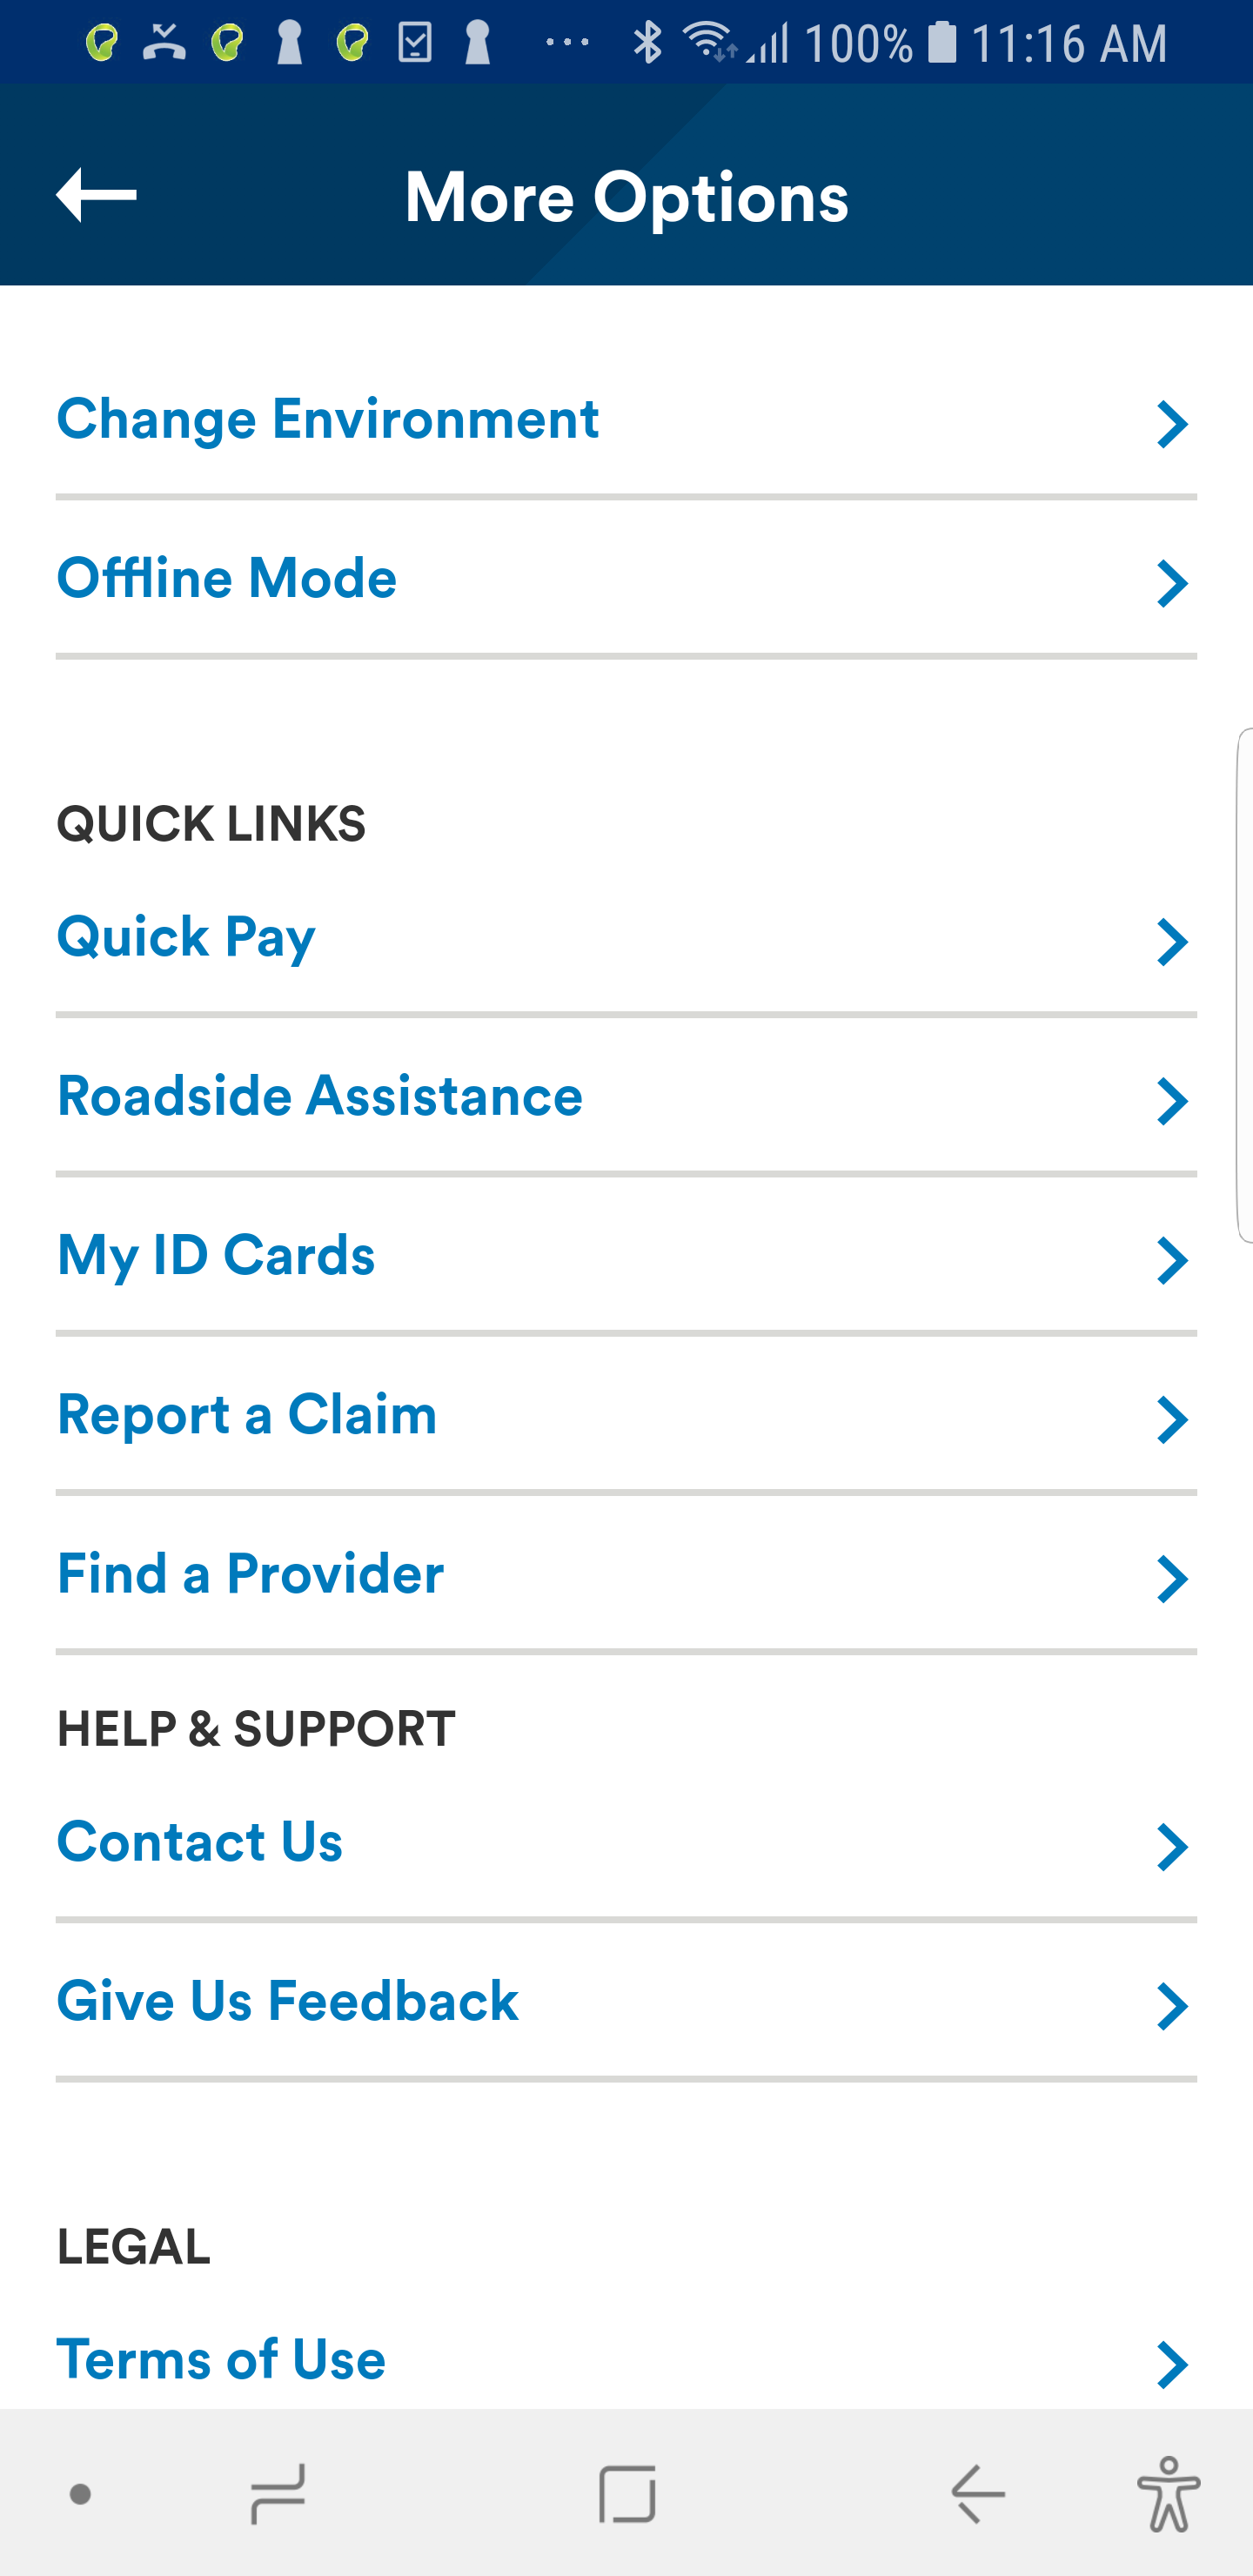 100% 11:16 AM
More Options
Change Environment
Offline Mode
QUICK LINKS
Quick Pay
Roadside Assistance
My ID Cards
Report a Claim
Find a Provider
HELP & SUPPORT
Contact Us
Give Us Feedback
LEGAL
Terms of Use